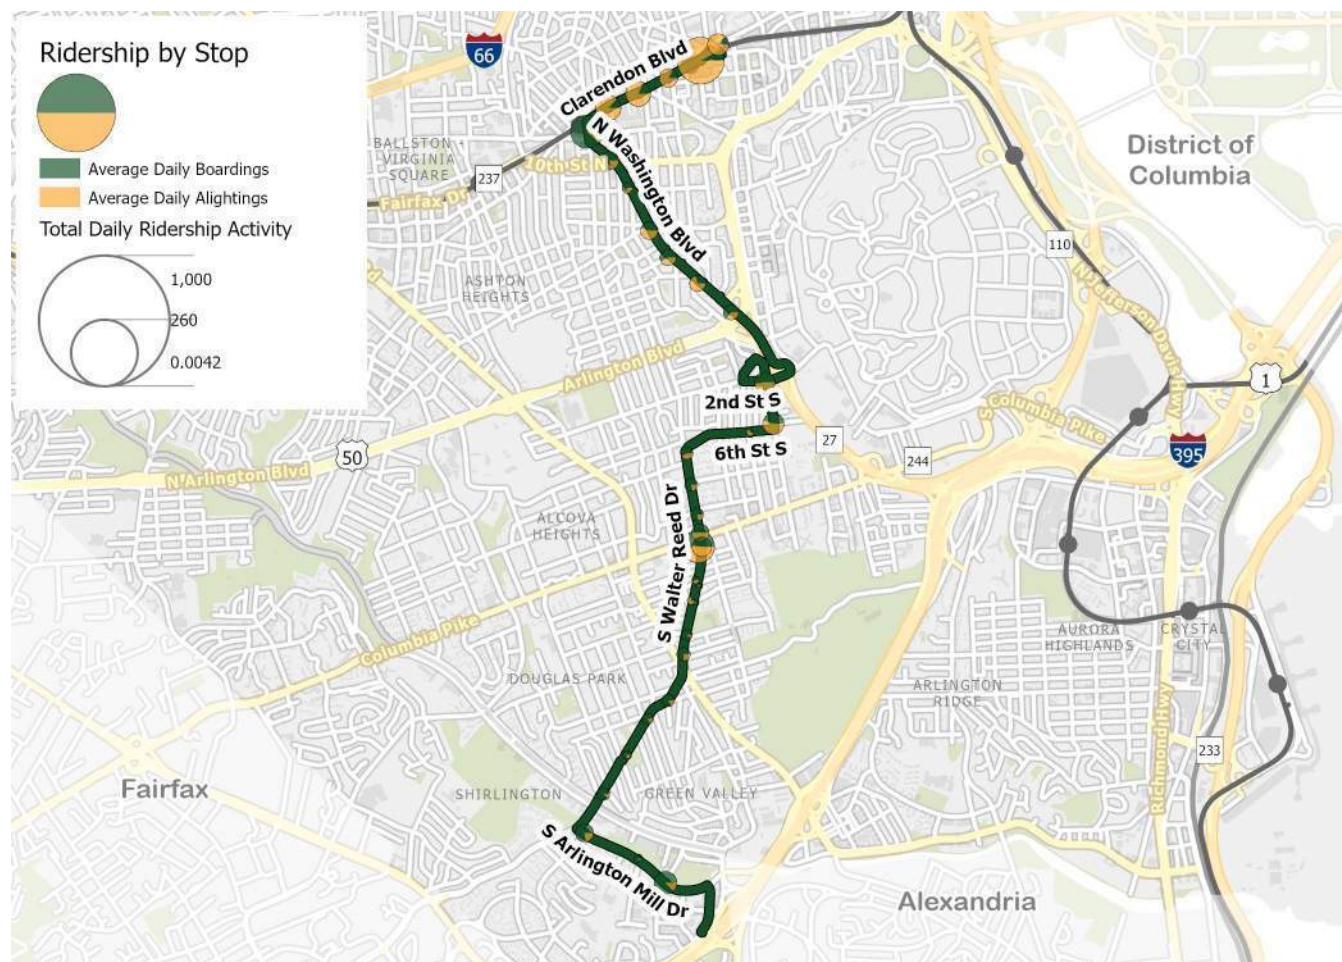 Ridership by Stop
Average Daily Boardings
Average Daily Alightings
Total Daily Ridership Activity
1,000
260
0.0042
66
Clarendon Blvd
BALLSTON -
VIRGINIA
SQUARE
237
10th St N
Fairfax Dr
N Washington Blvd
District of
Columbia
110
N Jefferson Davis Hwy
ASHTON
HEIGHTS
Arlington Blvd
1
2nd St S
S Columbia Pike
6th St S
27
244
395
50
N Arlington Blvd
ALCOVA
HEIGHTS
S Walter Reed Dr
Columbia Pike
AURORA
HIGHLANDS
CRYSTAL
CITY
DOUGLAS PARK
ARLINGTON
RIDGE
Richmond Hwy
233
Fairfax
SHIRLINGTON
GREEN VALLEY
S Arlington Mill Dr
Alexandria